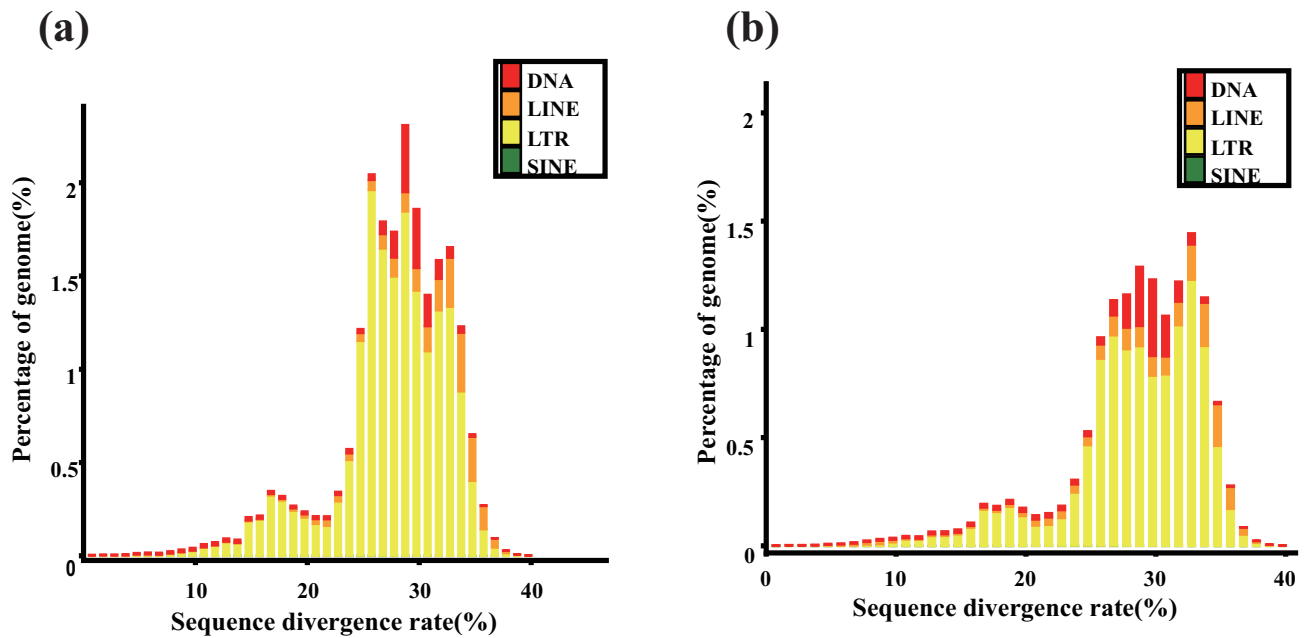 (a)
DNA
LINE
LTR
SINE
Percentage of genome(%)
2
1.5
1
0.5
0
10
20
30
40
Sequence divergence rate(%)
(b)
DNA
LINE
LTR
SINE
Percentage of genome(%)
2
1.5
1
0.5
0
0
10
20
30
40
Sequence divergence rate(%)